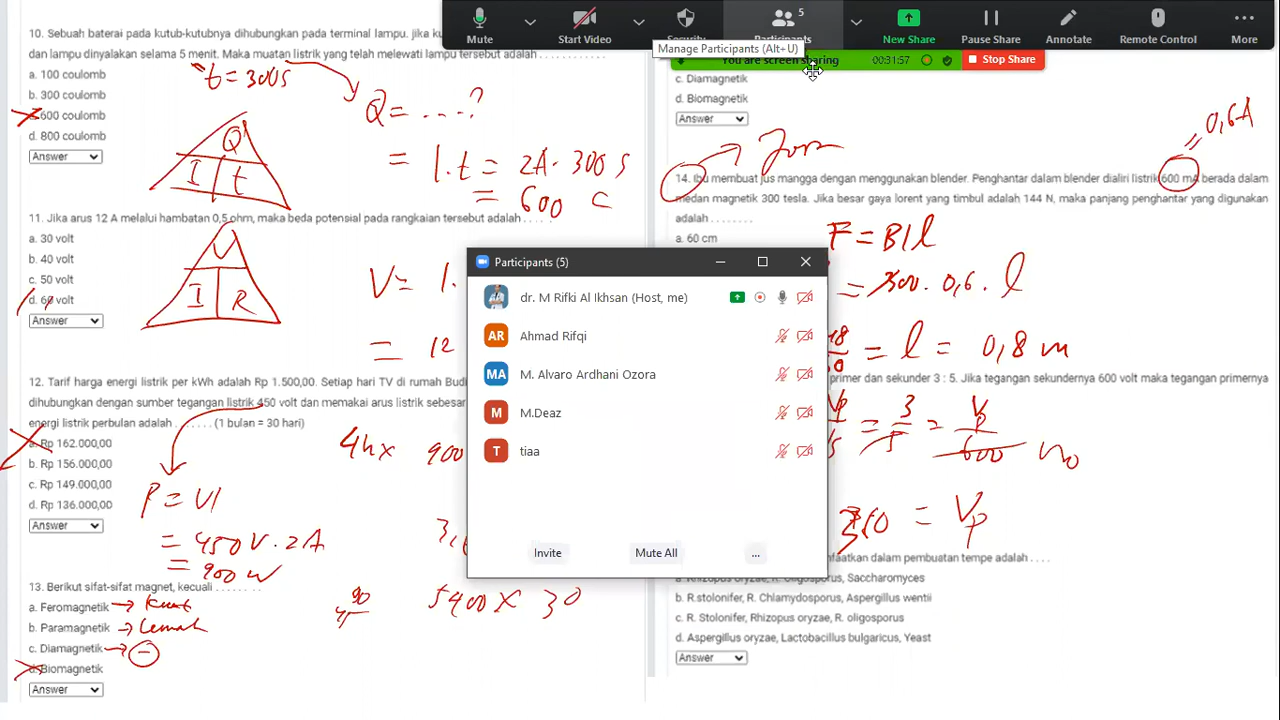 10. Sebuah baterai pada kutub-kutubnya dihubungkan pada terminal lampu.
dan lampu dinyalakan selama 5 menit. Maka muatan listrik yang telah melewati lampu tersebut adalah
t = 300s
a. 100 coulomb
b. 300 coulomb
600 coulomb
d. 800 coulomb
Answer
Q = ....?
= I.t = 2A. 300 s
= 600 C
Q
I t
11. Jika arus 12 A melalui hambatan 0,5 ohm, maka beda potensial pada rangkaian tersebut adalah . . . . . . . .
a. 30 volt
b. 40 volt
c. 50 volt
d. 60 volt
Answer
V
I R
V = I.
= 12
12. Tarif harga energi listrik per kWh adalah Rp 1.500,00. Setiap hari TV di rumah Budi
dihubungkan dengan sumber tegangan listrik 450 volt dan memakai arus listrik sebesar
energi listrik perbulan adalah . . . . . . . . (1 bulan = 30 hari)
a. Rp 162.000,00
b. Rp 156.000,00
c. Rp 149.000,00
d. Rp 136.000,00
Answer
4h x 900
P = VI
= 450 V . 2A
= 900 W
5400 X 30
90
13. Berikut sifat-sifat magnet, kecuali . . . . . . . .
a. Feromagnetik → kuat
b. Paramagnetik → Lemah
c. Diamagnetik → -
d. Biomagnetik
Answer
Mute
Start Video
Security
5
Participants
New Share
Pause Share
Annotate
Remote Control
More
Manage Participants (Alt+U)
You are screen sharing
00:31:57
Stop Share
c. Diamagnetik
d. Biomagnetik
Answer
0,6A
14. Ibu membuat jus mangga dengan menggunakan blender. Penghantar dalam blender dialiri listrik 600 mA berada dalam
medan magnetik 300 tesla. Jika besar gaya lorent yang timbul adalah 144 N, maka panjang penghantar yang digunakan
adalah . . . . . . . .
a. 60 cm
F = BIl
= 300. 0,6. l
= l = 0,8 m
primer dan sekunder 3 : 5. Jika tegangan sekundernya 600 volt maka tegangan primernya
= 3 = Vp
600
= Vp
nfaatkan dalam pembuatan tempe adalah . . . .
a. Rhizopus oryzae, R. Oligosporus, Saccharomyces
b. R.stolonifer, R. Chlamydosporus, Aspergillus wentii
c. R. Stolonifer, Rhizopus oryzae, R. oligosporus
d. Aspergillus oryzae, Lactobacillus bulgaricus, Yeast
Answer
Participants (5)
dr. M Rifki Al Ikhsan (Host, me)
AR Ahmad Rifqi
MA M. Alvaro Ardhani Ozora
M M.Deaz
T tiaa
Invite
Mute All
...